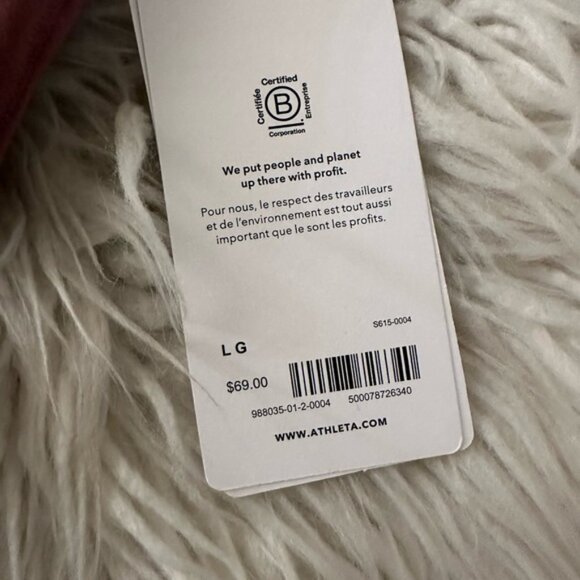 Certified
Certifiée
B
Entreprise
Corporation
We put people and planet
up there with profit.
Pour nous, le respect des travailleurs
et de l'environnement est tout aussi
important que le sont les profits.
S615-0004
LG
$69.00
988035-01-2-0004 500078726340
WWW.ATHLETA.COM